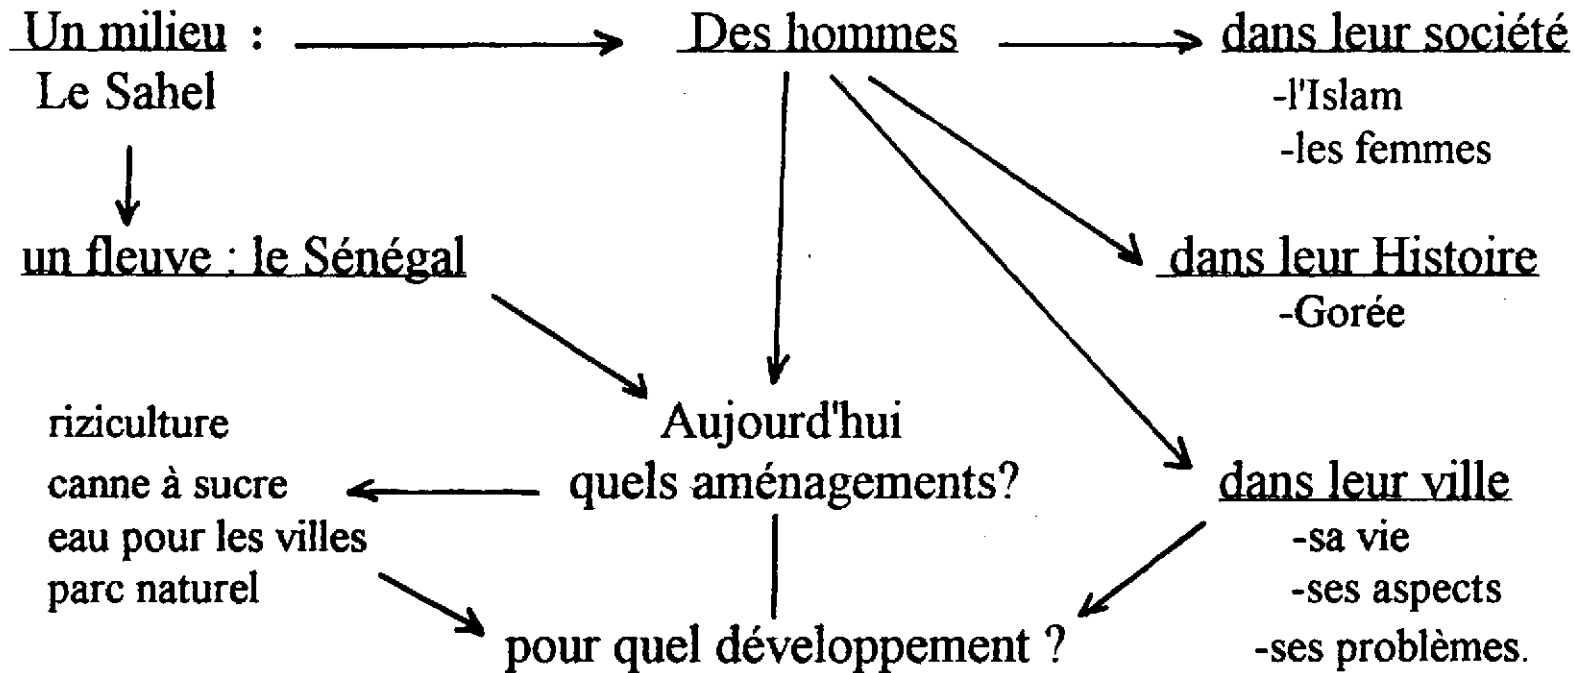 Un milieu :
Le Sahel
Des hommes
dans leur société
-l'Islam
-les femmes
un fleuve : le Sénégal
dans leur Histoire
-Gorée
Aujourd'hui
quels aménagements?
riziculture
canne à sucre
eau pour les villes
parc naturel
dans leur ville
-sa vie
-ses aspects
-ses problèmes.
pour quel développement ?